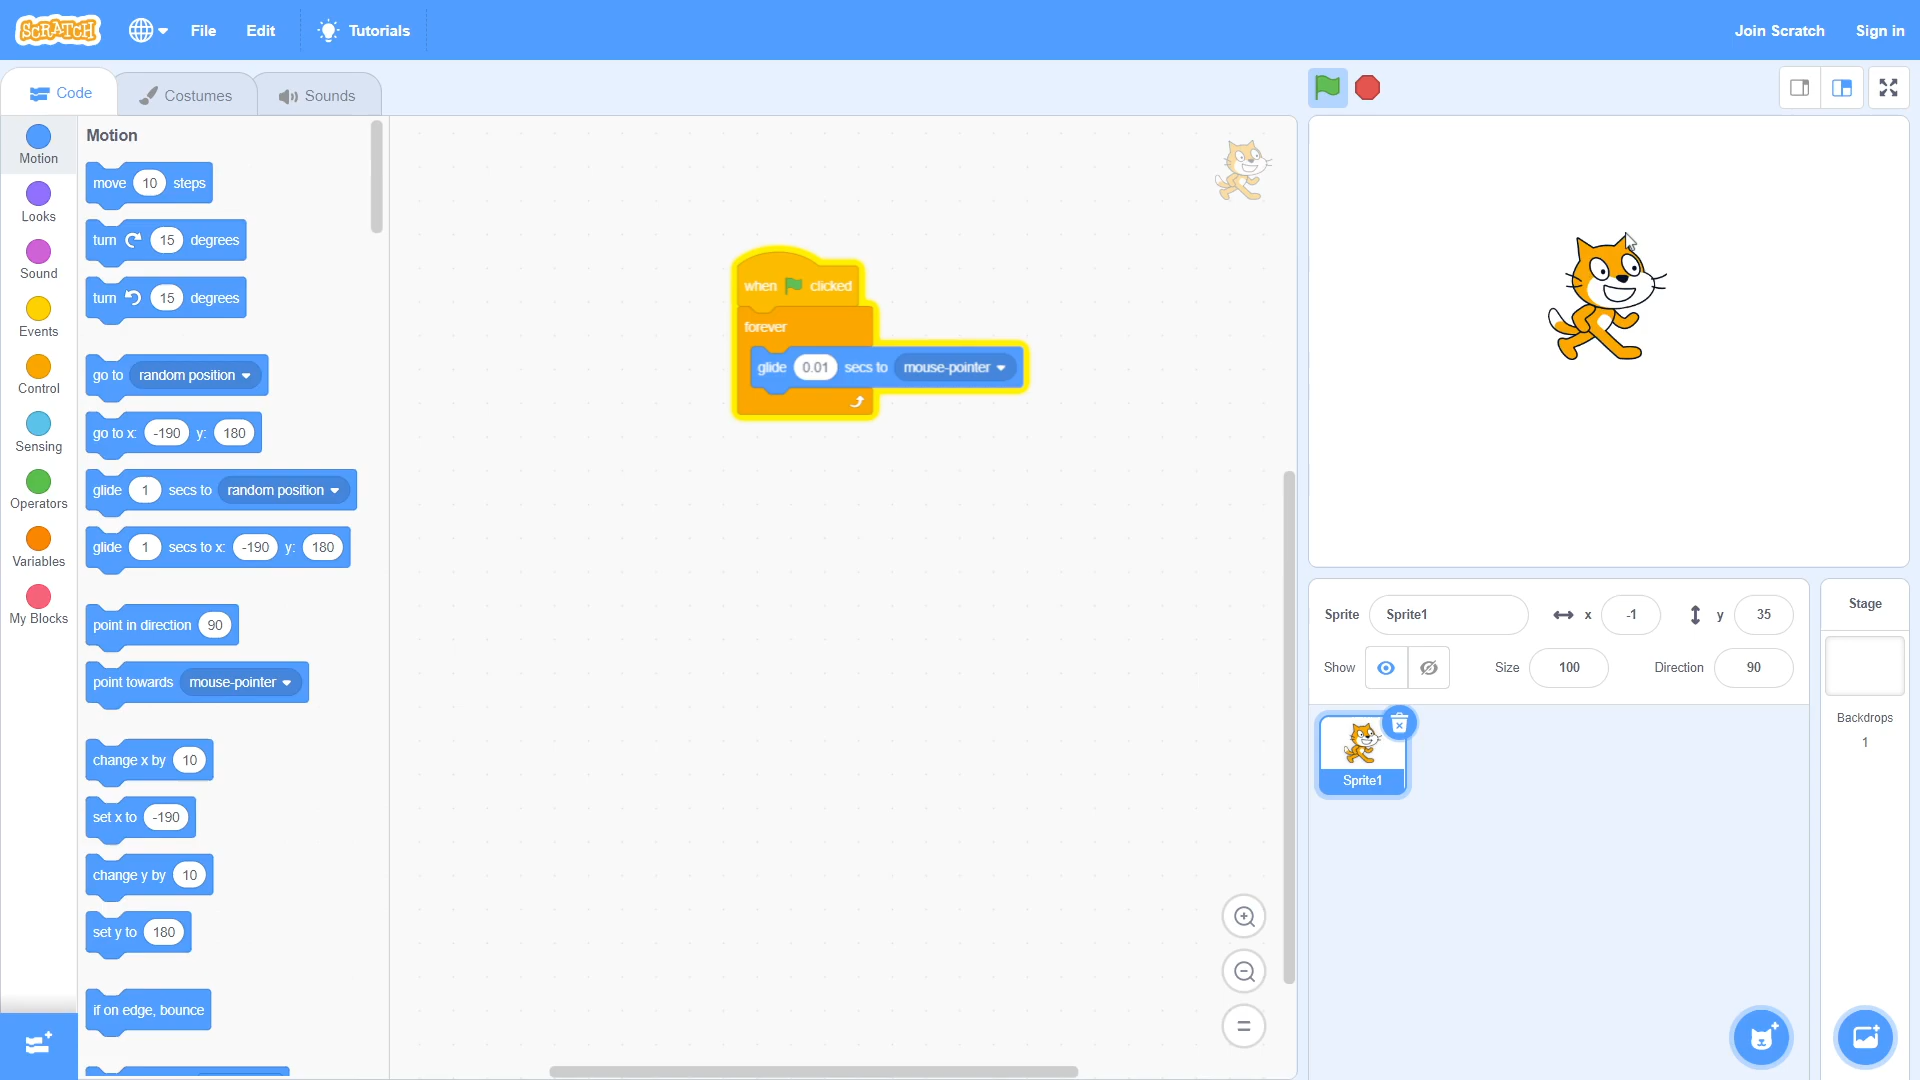 SCRATCH
File
Edit
Tutorials
Join Scratch
Sign in
Code
Costumes
Sounds
Motion
Looks
Sound
Events
Control
Sensing
Operators
Variables
My Blocks
Motion
move 10 steps
turn 15 degrees
turn 15 degrees
go to random position
go to x: -190 y: 180
glide 1 secs to random position
glide 1 secs to x: -190 y: 180
point in direction 90
point towards mouse-pointer
change x by 10
set x to -190
change y by 10
set y to 180
if on edge, bounce
when clicked
forever
glide 0.01 secs to mouse-pointer
Sprite Sprite1 x -1 y 35
Show Size 100 Direction 90
Sprite1
Stage
Backdrops
1